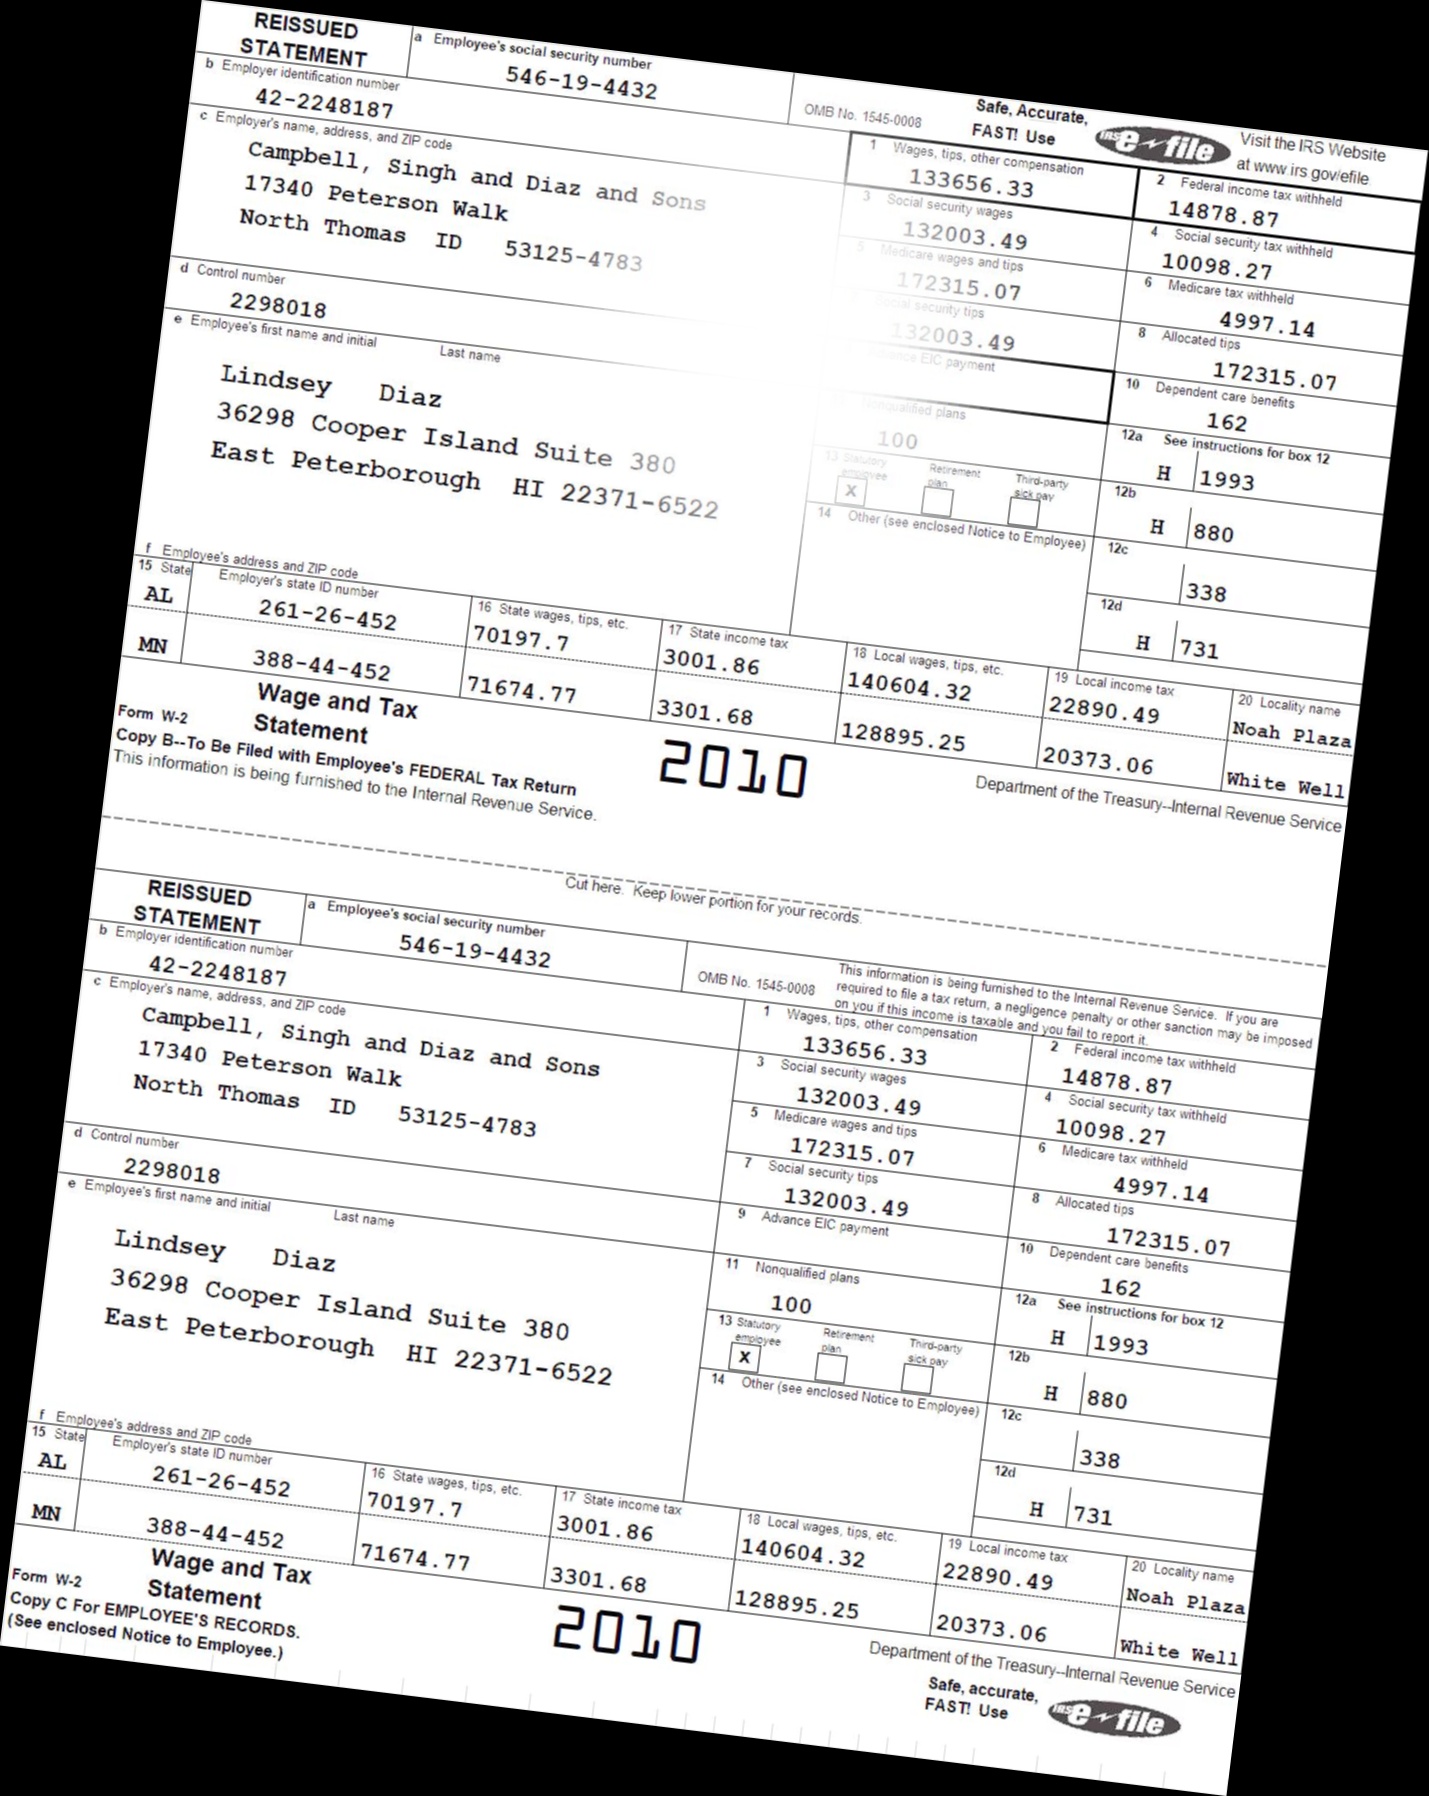 REISSUED
STATEMENT
a Employee's social security number
546-19-4432
OMB No. 1545-0008
Safe, Accurate,
FAST! Use
IRS e-file
Visit the IRS Website
at www.irs.gov/efile
b Employer identification number
42-2248187
c Employer's name, address, and ZIP code
Campbell, Singh and Diaz and Sons
17340 Peterson Walk
North Thomas ID 53125-4783
1 Wages, tips, other compensation
133656.33
2 Federal income tax withheld
14878.87
3 Social security wages
132003.49
4 Social security tax withheld
10098.27
5 Medicare wages and tips
172315.07
6 Medicare tax withheld
4997.14
d Control number
2298018
social security tips
132003.49
8 Allocated tips
172315.07
e Employee's first name and initial Last name
Advance EIC payment
10 Dependent care benefits
162
Lindsey Diaz
36298 Cooper Island Suite 380
East Peterborough HI 22371-6522
Nonqualified plans
100
12a See instructions for box 12
H 1993
13 Statutory employee
X
Retirement plan
Third-party sick pay
12b
H 880
14 Other (see enclosed Notice to Employee)
12c
338
12d
H 731
f Employee's address and ZIP code
15 State Employer's state ID number
AL 261-26-452
MN 388-44-452
16 State wages, tips, etc.
70197.7
71674.77
17 State income tax
3001.86
3301.68
18 Local wages, tips, etc.
140604.32
128895.25
19 Local income tax
22890.49
20373.06
20 Locality name
Noah Plaza
White Well
Form W-2
Wage and Tax
Statement
2010
Department of the Treasury--Internal Revenue Service
Copy B--To Be Filed with Employee's FEDERAL Tax Return
This information is being furnished to the Internal Revenue Service.
Cut here. Keep lower portion for your records.
REISSUED
STATEMENT
a Employee's social security number
546-19-4432
OMB No. 1545-0008
This information is being furnished to the Internal Revenue Service. If you are
required to file a tax return, a negligence penalty or other sanction may be imposed
on you if this income is taxable and you fail to report it.
b Employer identification number
42-2248187
c Employer's name, address, and ZIP code
Campbell, Singh and Diaz and Sons
17340 Peterson Walk
North Thomas ID 53125-4783
1 Wages, tips, other compensation
133656.33
2 Federal income tax withheld
14878.87
3 Social security wages
132003.49
4 Social security tax withheld
10098.27
5 Medicare wages and tips
172315.07
6 Medicare tax withheld
4997.14
d Control number
2298018
7 Social security tips
132003.49
8 Allocated tips
172315.07
e Employee's first name and initial Last name
9 Advance EIC payment
10 Dependent care benefits
162
Lindsey Diaz
36298 Cooper Island Suite 380
East Peterborough HI 22371-6522
11 Nonqualified plans
100
12a See instructions for box 12
H 1993
13 Statutory employee
X
Retirement plan
Third-party sick pay
12b
H 880
14 Other (see enclosed Notice to Employee)
12c
338
12d
H 731
f Employee's address and ZIP code
15 State Employer's state ID number
AL 261-26-452
MN 388-44-452
16 State wages, tips, etc.
70197.7
71674.77
17 State income tax
3001.86
3301.68
18 Local wages, tips, etc.
140604.32
128895.25
19 Local income tax
22890.49
20373.06
20 Locality name
Noah Plaza
White Well
Form W-2
Wage and Tax
Statement
2010
Department of the Treasury--Internal Revenue Service
Copy C For EMPLOYEE'S RECORDS.
(See enclosed Notice to Employee.)
Safe, accurate,
FAST! Use
IRS e-file